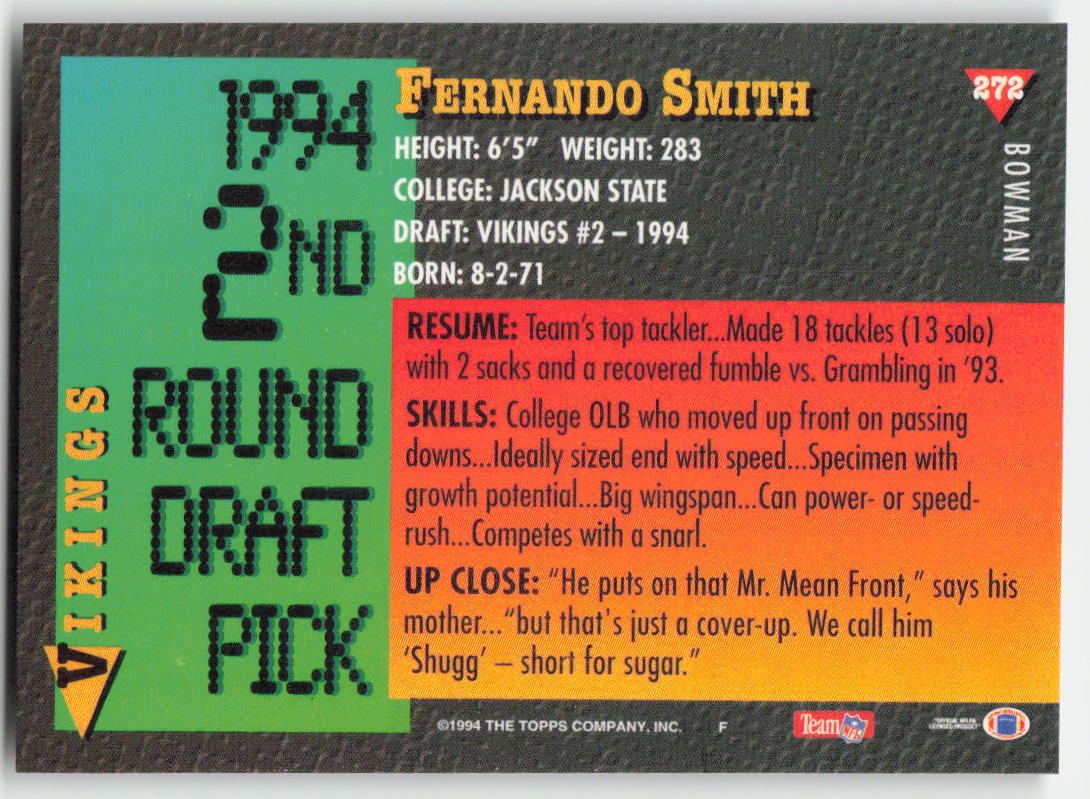 1994
2ND
ROUND
DRAFT
PICK
VIKINGS
FERNANDO SMITH
272
BOWMAN
HEIGHT: 6'5" WEIGHT: 283
COLLEGE: JACKSON STATE
DRAFT: VIKINGS #2 – 1994
BORN: 8-2-71
RESUME: Team's top tackler...Made 18 tackles (13 solo)
with 2 sacks and a recovered fumble vs. Grambling in '93.
SKILLS: College OLB who moved up front on passing
downs...Ideally sized end with speed...Specimen with
growth potential...Big wingspan...Can power- or speed-
rush...Competes with a snarl.
UP CLOSE: "He puts on that Mr. Mean Front," says his
mother..."but that's just a cover-up. We call him
'Shugg' – short for sugar."
©1994 THE TOPPS COMPANY, INC. F
Team NFL
"OFFICIAL NFLPA
LICENSED PRODUCT"